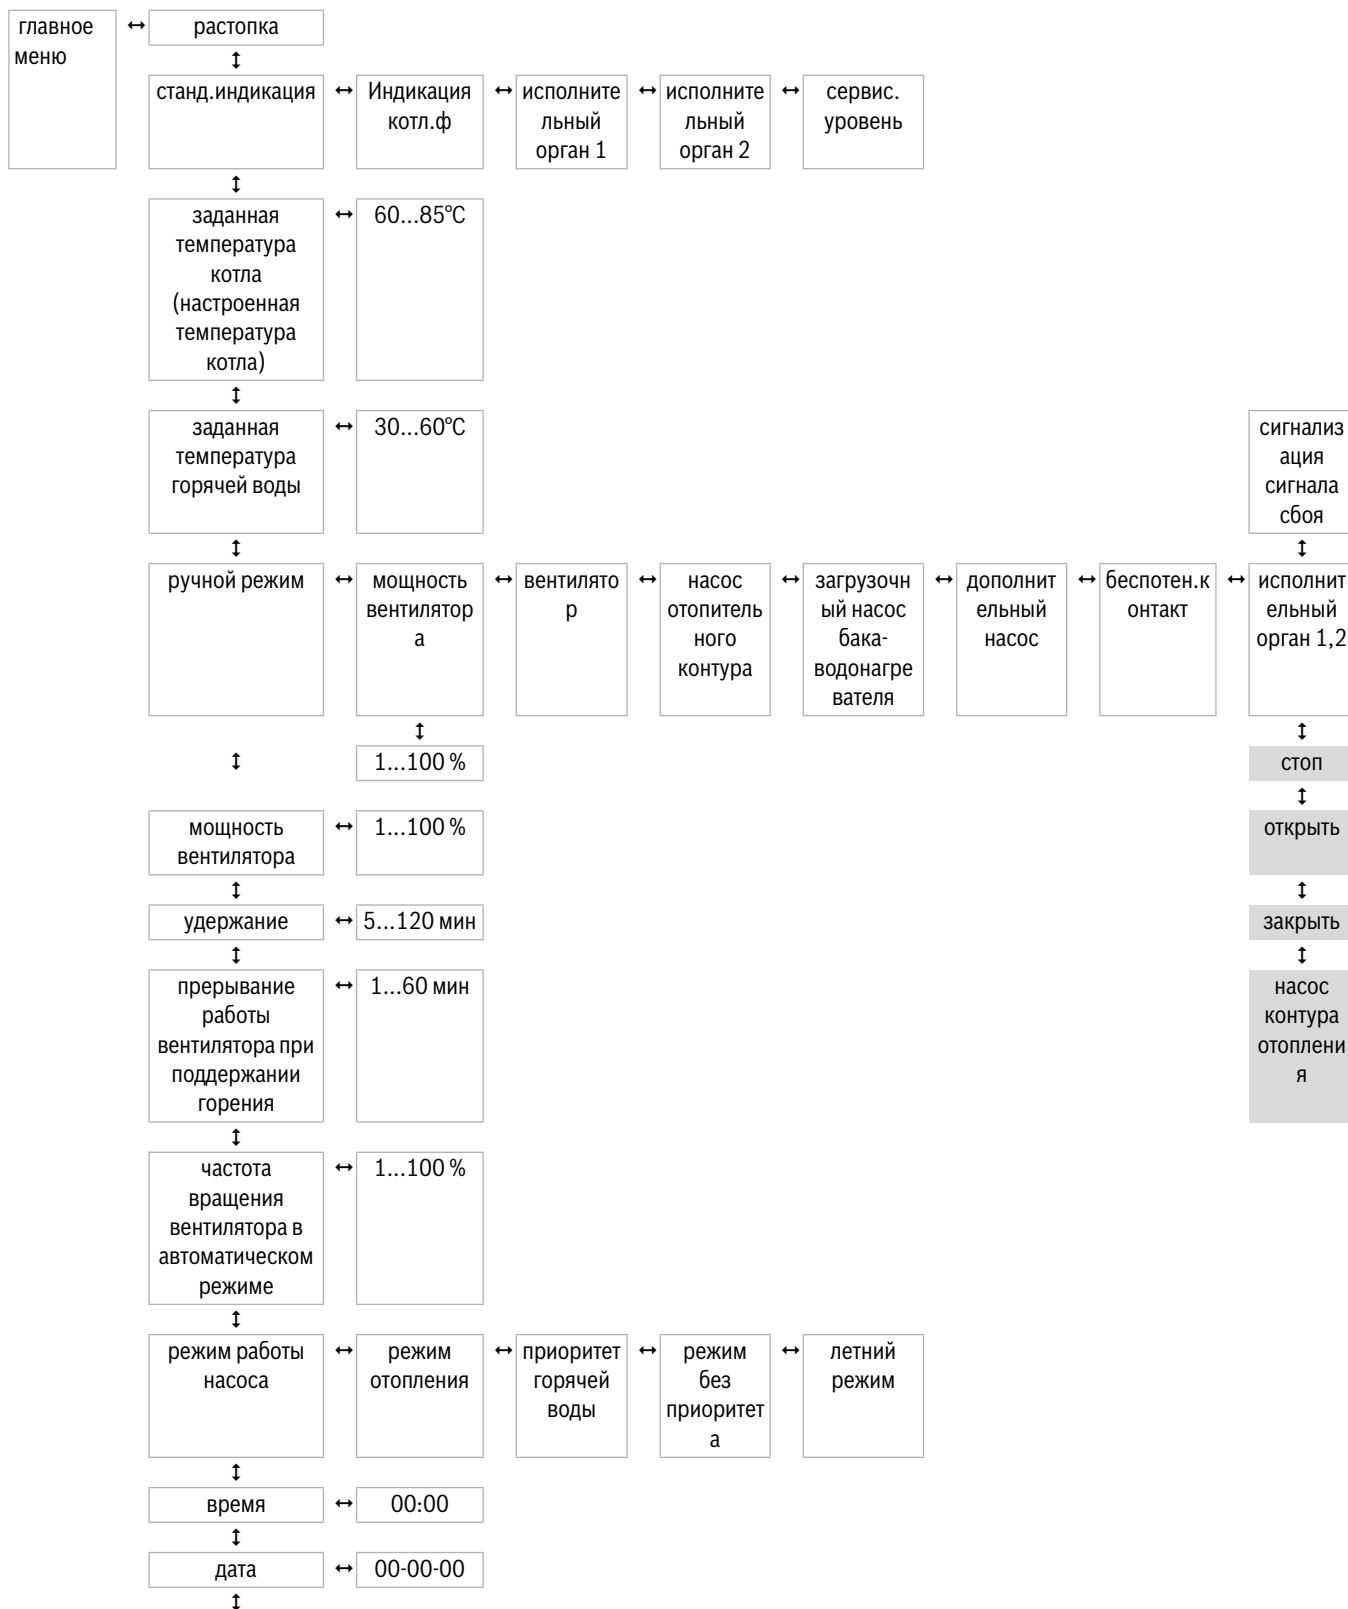 главное
меню
↔
растопка
↕
станд.индикация
↔
Индикация
котл.ф
↔
исполните
льный
орган 1
↔
исполните
льный
орган 2
↔
сервис.
уровень
↕
заданная
температура
котла
(настроенная
температура
котла)
↔
60...85°C
↕
заданная
температура
горячей воды
↔
30...60°C
сигнализ
ация
сигнала
сбоя
↕
↕
ручной режим
↔
мощность
вентилятор
а
↔
вентилято
р
↔
насос
отопитель
ного
контура
↔
загрузочн
ый насос
бака-
водонагре
вателя
↔
дополнит
ельный
насос
↔
беспотен.к
онтакт
↔
исполнит
ельный
орган 1,2
↕
↕
↕
1...100 %
стоп
↕
мощность
вентилятора
↔
1...100 %
открыть
↕
↕
удержание
↔
5...120 мин
закрыть
↕
↕
прерывание
работы
вентилятора при
поддержании
горения
↔
1...60 мин
насос
контура
отоплени
я
↕
частота
вращения
вентилятора в
автоматическом
режиме
↔
1...100 %
↕
режим работы
насоса
↔
режим
отопления
↔
приоритет
горячей
воды
↔
режим
без
приоритет
а
↔
летний
режим
↕
время
↔
00:00
↕
дата
↔
00-00-00
↕